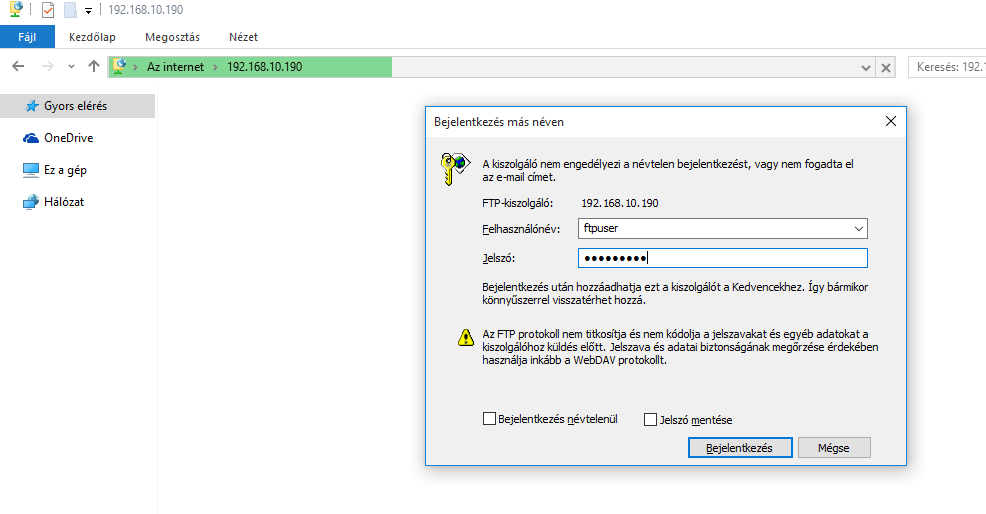 192.168.10.190
Fájl Kezdőlap Megosztás Nézet
Az internet 192.168.10.190 Keresés: 192.1
Gyors elérés
OneDrive
Ez a gép
Hálózat
Bejelentkezés más néven
A kiszolgáló nem engedélyezi a névtelen bejelentkezést, vagy nem fogadta el
az e-mail címet.
FTP-kiszolgáló: 192.168.10.190
Felhasználónév: ftpuser
Jelszó: ●●●●●●●●●
Bejelentkezés után hozzáadhatja ezt a kiszolgálót a Kedvencekhez. Így bármikor
könnyűszerrel visszatérhet hozzá.
Az FTP protokoll nem titkosítja és nem kódolja a jelszavakat és egyéb adatokat a
kiszolgálóhoz küldés előtt. Jelszava és adatai biztonságának megőrzése érdekében
használja inkább a WebDAV protokollt.
Bejelentkezés névtelenül Jelszó mentése
Bejelentkezés Mégse